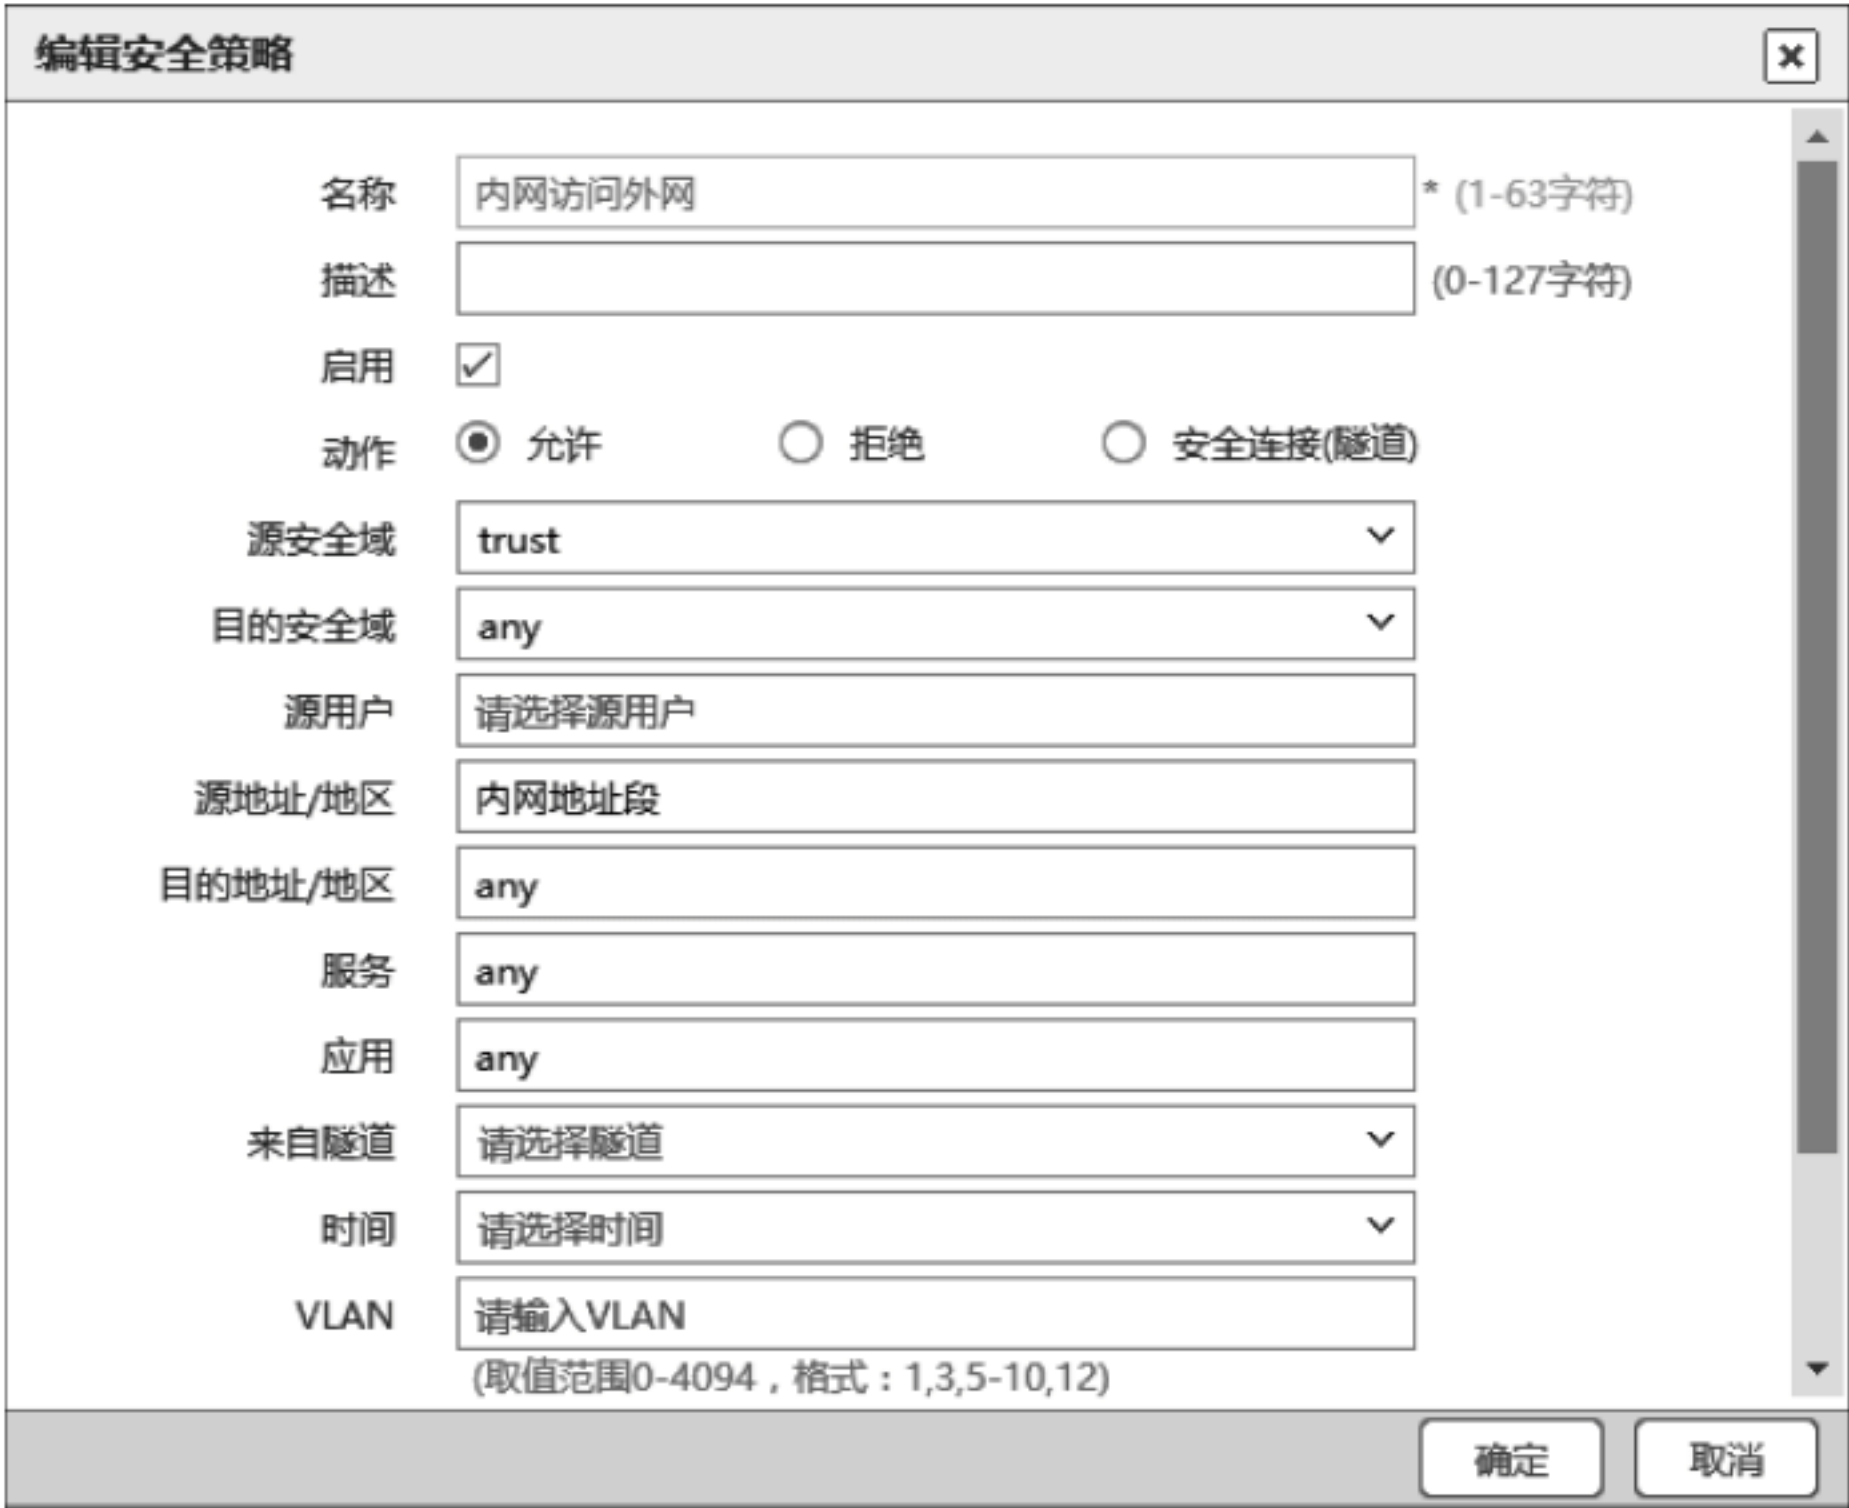 编辑安全策略
名称 内网访问外网 * (1-63字符)
描述 (0-127字符)
启用
动作 允许 拒绝 安全连接(隧道)
源安全域 trust
目的安全域 any
源用户 请选择源用户
源地址/地区 内网地址段
目的地址/地区 any
服务 any
应用 any
来自隧道 请选择隧道
时间 请选择时间
VLAN 请输入VLAN
(取值范围0-4094，格式：1,3,5-10,12)
确定 取消